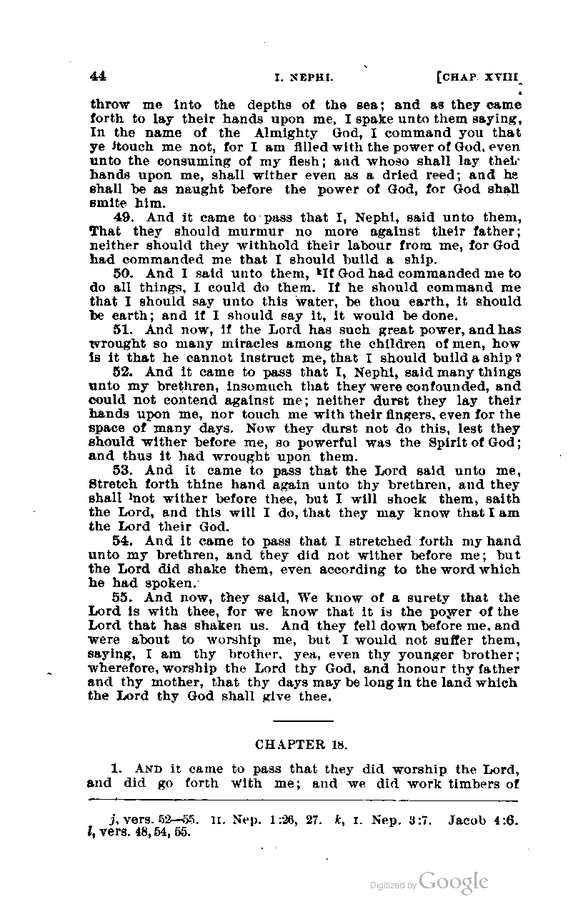 44 I. NEPHI. [CHAP XVIII
throw me into the depths of the sea; and as they came
forth to lay their hands upon me, I spake unto them saying,
In the name of the Almighty God, I command you that
ye jtouch me not, for I am filled with the power of God, even
unto the consuming of my flesh; and whoso shall lay their
hands upon me, shall wither even as a dried reed; and he
shall be as naught before the power of God, for God shall
smite him.
49. And it came to pass that I, Nephi, said unto them,
That they should murmur no more against their father;
neither should they withhold their labour from me, for God
had commanded me that I should build a ship.
50. And I said unto them, kIf God had commanded me to
do all things, I could do them. If he should command me
that I should say unto this water, be thou earth, it should
be earth; and if I should say it, it would be done.
51. And now, if the Lord has such great power, and has
wrought so many miracles among the children of men, how
is it that he cannot instruct me, that I should build a ship?
52. And it came to pass that I, Nephi, said many things
unto my brethren, insomuch that they were confounded, and
could not contend against me; neither durst they lay their
hands upon me, nor touch me with their fingers, even for the
space of many days. Now they durst not do this, lest they
should wither before me, so powerful was the Spirit of God;
and thus it had wrought upon them.
53. And it came to pass that the Lord said unto me,
Stretch forth thine hand again unto thy brethren, and they
shall lnot wither before thee, but I will shock them, saith
the Lord, and this will I do, that they may know that I am
the Lord their God.
54. And it came to pass that I stretched forth my hand
unto my brethren, and they did not wither before me; but
the Lord did shake them, even according to the word which
he had spoken.
55. And now, they said, We know of a surety that the
Lord is with thee, for we know that it is the power of the
Lord that has shaken us. And they fell down before me, and
were about to worship me, but I would not suffer them,
saying, I am thy brother, yea, even thy younger brother;
wherefore, worship the Lord thy God, and honour thy father
and thy mother, that thy days may be long in the land which
the Lord thy God shall give thee.
CHAPTER 18.
1. AND it came to pass that they did worship the Lord,
and did go forth with me; and we did work timbers of
j, vers. 52—55. II. Nep. 1:26, 27. k, I. Nep. 3:7. Jacob 4:6.
l, vers. 48, 54, 55.
Digitized by Google